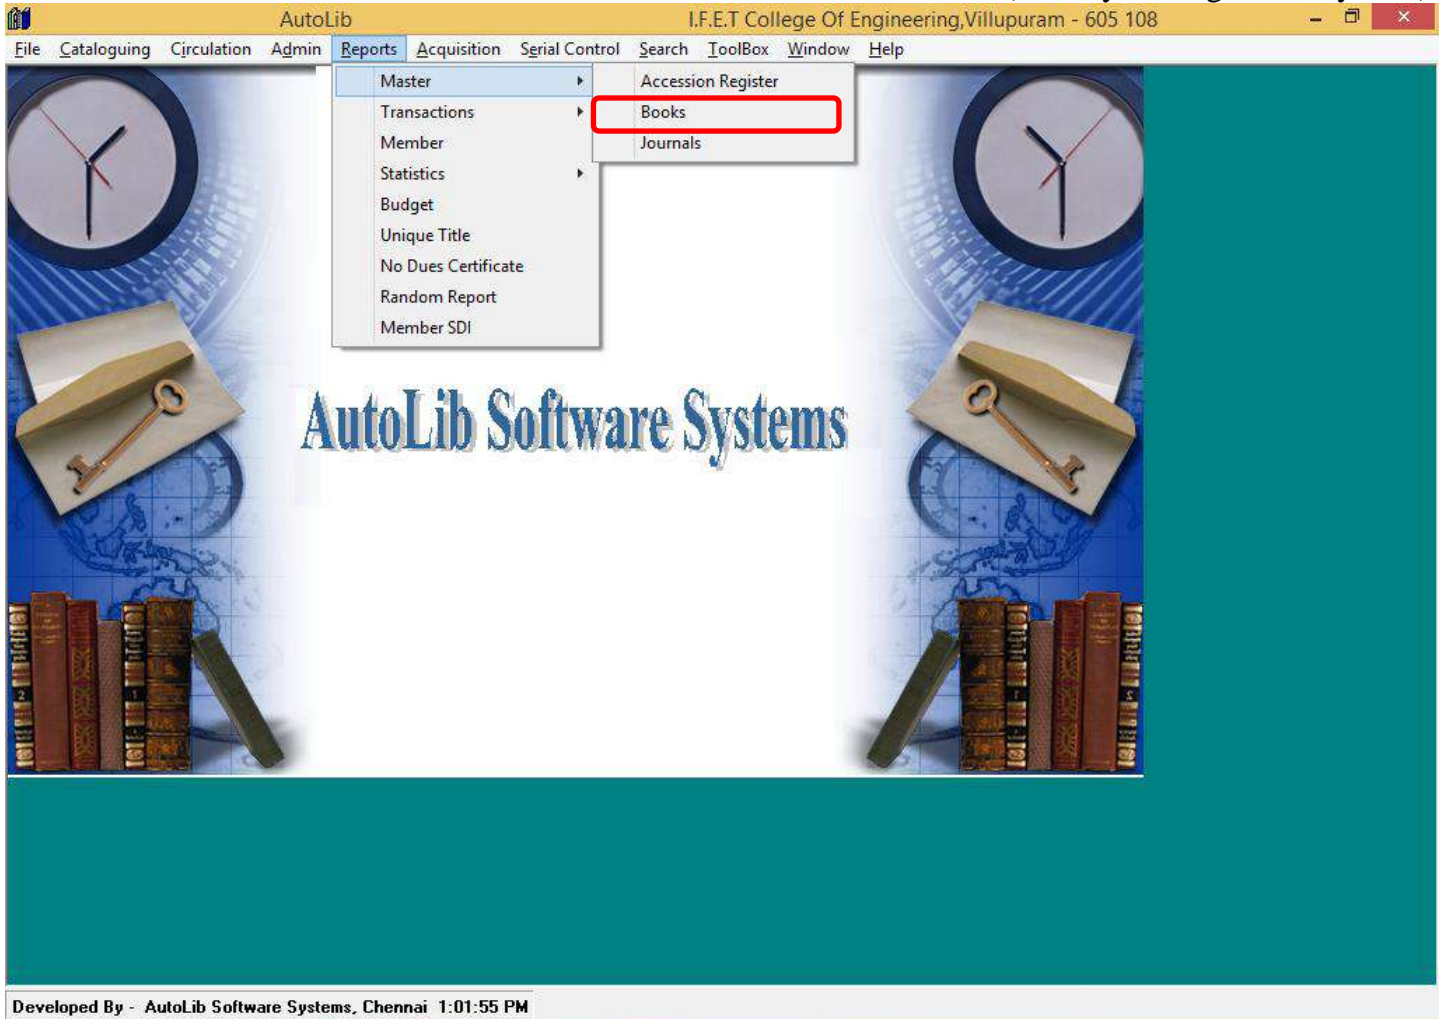 AutoLib I.F.E.T College Of Engineering,Villupuram - 605 108
File Cataloguing Circulation Admin Reports Acquisition Serial Control Search ToolBox Window Help
Master
Transactions
Member
Statistics
Budget
Unique Title
No Dues Certificate
Random Report
Member SDI
Accession Register
Books
Journals
AutoLib Software Systems
Developed By - AutoLib Software Systems, Chennai 1:01:55 PM